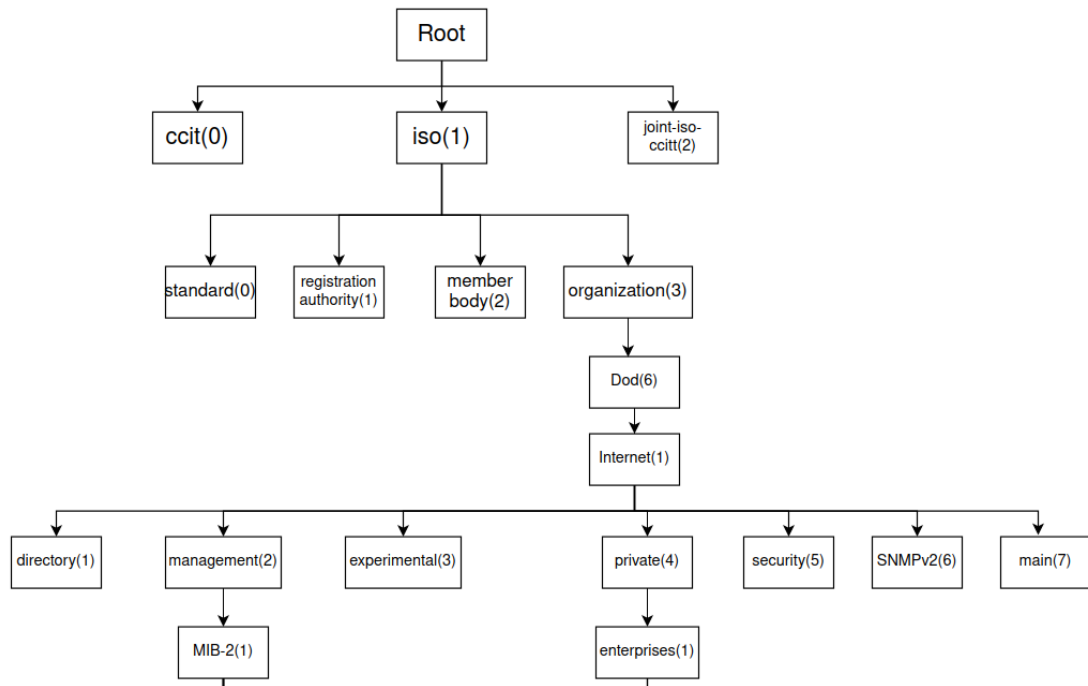 Root
ccit(0)
iso(1)
joint-iso-
ccitt(2)
standard(0)
registration
authority(1)
member
body(2)
organization(3)
Dod(6)
Internet(1)
directory(1)
management(2)
experimental(3)
private(4)
security(5)
SNMPv2(6)
main(7)
MIB-2(1)
enterprises(1)